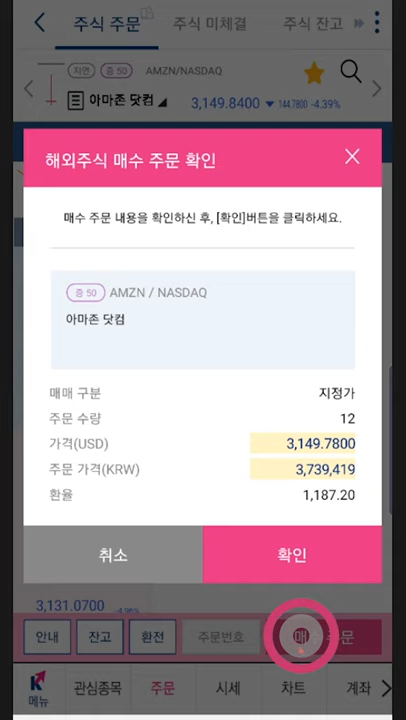 주식 주문 주식 미체결 주식 잔고
지연 증 50 AMZN/NASDAQ
아마존 닷컴 3,149.8400 ▼ 144.7800 -4.39%
해외주식 매수 주문 확인
매수 주문 내용을 확인하신 후, [확인]버튼을 클릭하세요.
증 50 AMZN / NASDAQ
아마존 닷컴
매매 구분 지정가
주문 수량 12
가격(USD) 3,149.7800
주문 가격(KRW) 3,739,419
환율 1,187.20
취소 확인
3,131.0700 -4.96%
안내 잔고 환전 주문번호 매 주문
메뉴 관심종목 주문 시세 차트 계좌